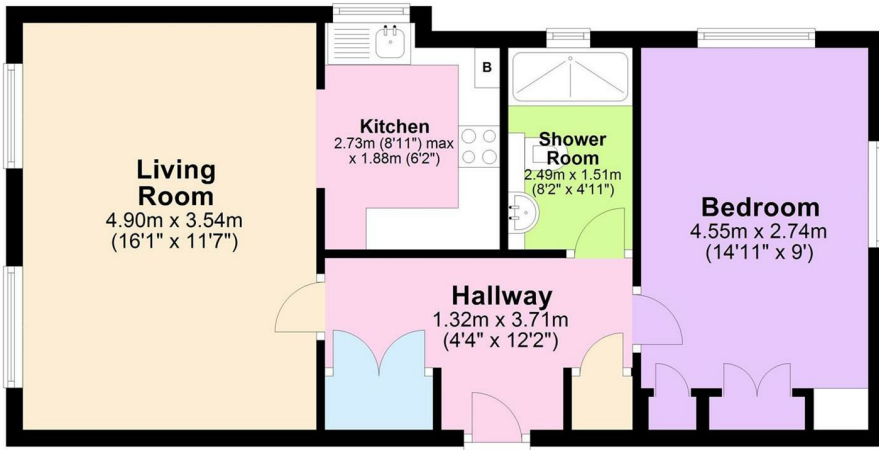 B
Kitchen
2.73m (8'11") max
x 1.88m (6'2")
Shower
Room
2.49m x 1.51m
(8'2" x 4'11")
Living
Room
4.90m x 3.54m
(16'1" x 11'7")
Bedroom
4.55m x 2.74m
(14'11" x 9')
Hallway
1.32m x 3.71m
(4'4" x 12'2")